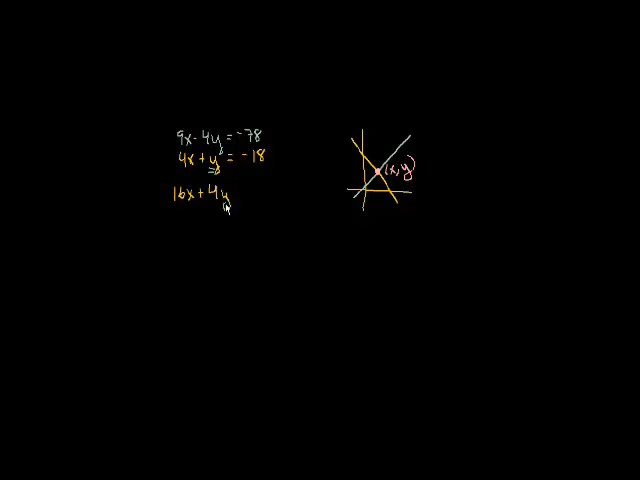 9x - 4y = -78
4x + y = -18
16x + 4y
(x, y)